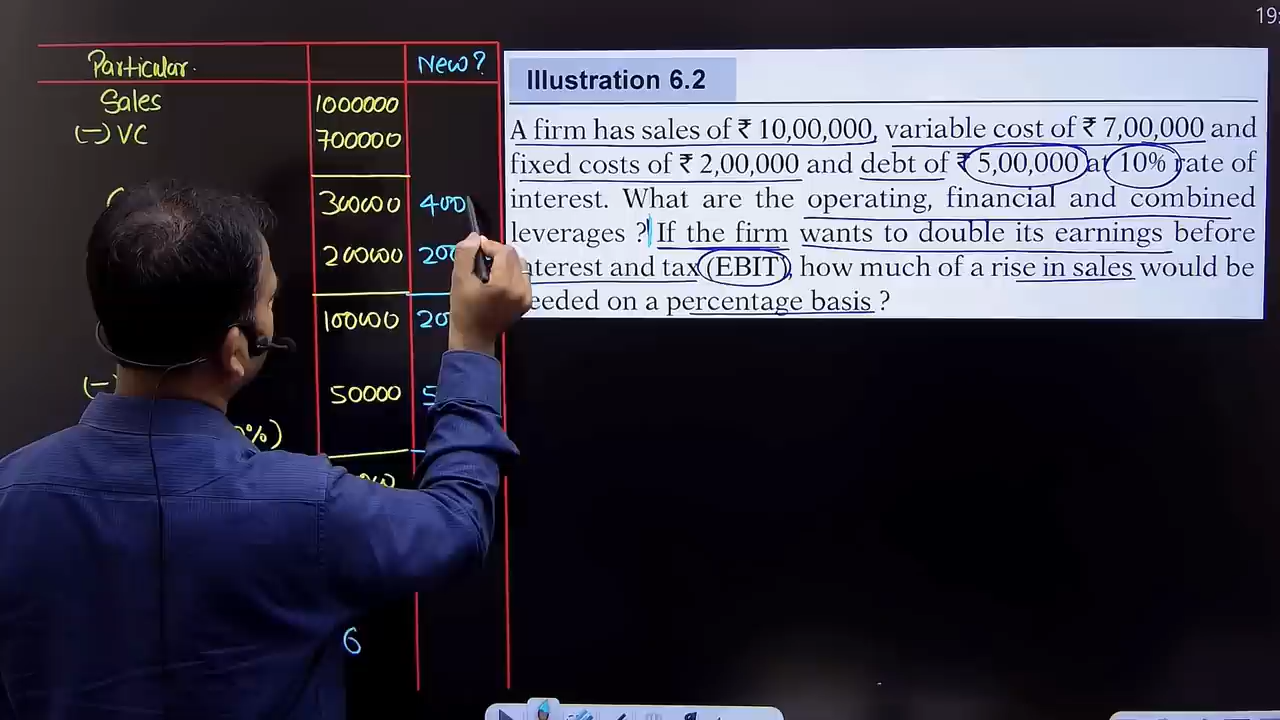 19:
Particular.
New?
Sales
1000000
(-) VC
700000
300000
400
200000
200
100000
20
(-)
50000
5
%)
6
Illustration 6.2
A firm has sales of ₹ 10,00,000, variable cost of ₹ 7,00,000 and
fixed costs of ₹ 2,00,000 and debt of ₹ 5,00,000 at 10% rate of
interest. What are the operating, financial and combined
leverages ? If the firm wants to double its earnings before
interest and tax (EBIT), how much of a rise in sales would be
needed on a percentage basis ?